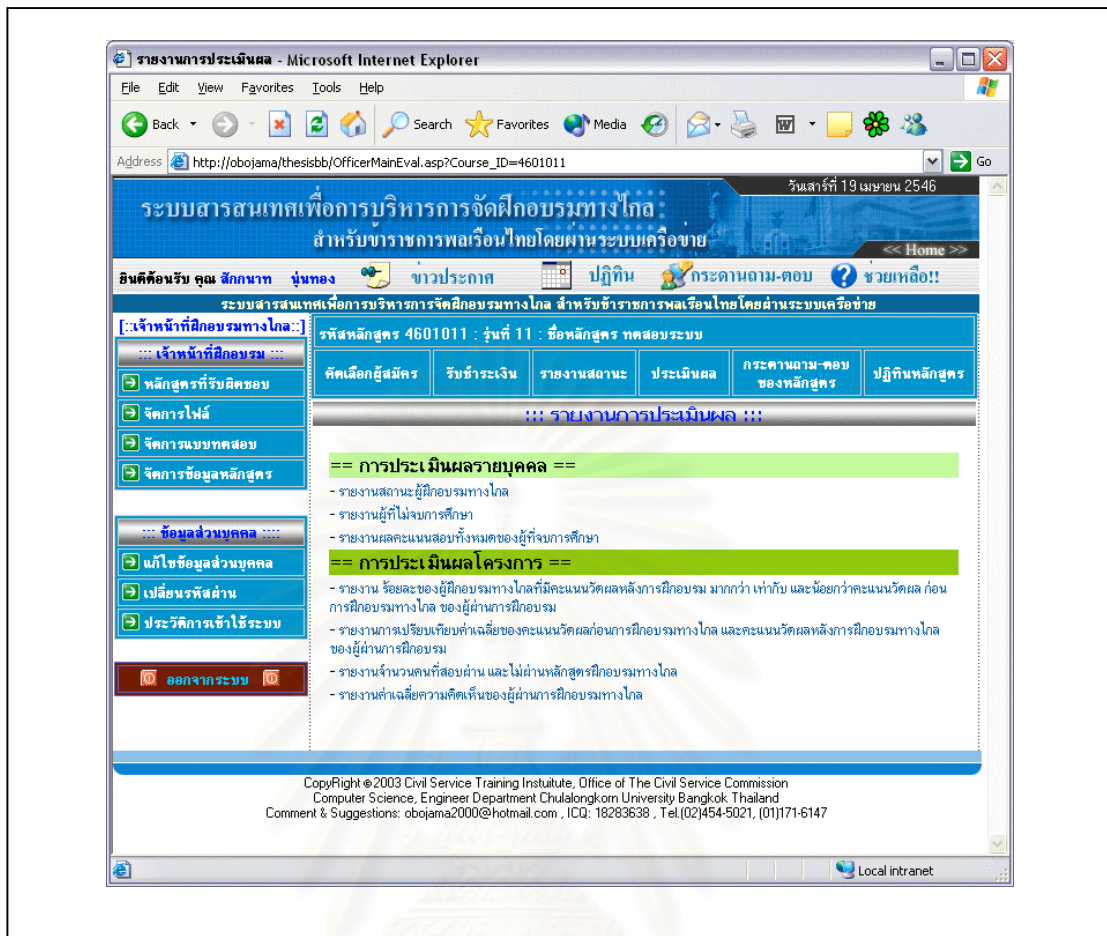 รายงานการประเมินผล - Microsoft Internet Explorer
File Edit View Favorites Tools Help
Back Search Favorites Media
Address http://obojama/thesisbb/OfficerMainEval.asp?Course_ID=4601011 Go
วันเสาร์ที่ 19 เมษายน 2546
ระบบสารสนเทศเพื่อการบริหารการจัดฝึกอบรมทางไกล
สำหรับข้าราชการพลเรือนไทยโดยผ่านระบบเครือข่าย
<< Home >>
ยินดีต้อนรับ คุณ สักกนาท นุ่นทอง ข่าวประกาศ ปฏิทิน กระดานถาม-ตอบ ช่วยเหลือ!!
ระบบสารสนเทศเพื่อการบริหารการจัดฝึกอบรมทางไกล สำหรับข้าราชการพลเรือนไทยโดยผ่านระบบเครือข่าย
[::เจ้าหน้าที่ฝึกอบรมทางไกล::]
::: เจ้าหน้าที่ฝึกอบรม :::
หลักสูตรที่รับผิดชอบ
จัดการไฟล์
จัดการแบบทดสอบ
จัดการข้อมูลหลักสูตร
::: ข้อมูลส่วนบุคคล ::::
แก้ไขข้อมูลส่วนบุคคล
เปลี่ยนรหัสผ่าน
ประวัติการเข้าใช้ระบบ
ออกจากระบบ
รหัสหลักสูตร 4601011 : รุ่นที่ 11 : ชื่อหลักสูตร ทดสอบระบบ
คัดเลือกผู้สมัคร รับชำระเงิน รายงานสถานะ ประเมินผล กระดานถาม-ตอบ ของหลักสูตร ปฏิทินหลักสูตร
::: รายงานการประเมินผล :::
== การประเมินผลรายบุคคล ==
- รายงานสถานะผู้ฝึกอบรมทางไกล
- รายงานผู้ที่ไม่จบการศึกษา
- รายงานผลคะแนนสอบทั้งหมดของผู้ที่จบการศึกษา
== การประเมินผลโครงการ ==
- รายงาน ร้อยละของผู้ฝึกอบรมทางไกลที่มีคะแนนวัดผลหลังการฝึกอบรม มากกว่า เท่ากับ และน้อยกว่าคะแนนวัดผล ก่อน
การฝึกอบรมทางไกล ของผู้ผ่านการฝึกอบรม
- รายงานการเปรียบเทียบค่าเฉลี่ยของคะแนนวัดผลก่อนการฝึกอบรมทางไกล และคะแนนวัดผลหลังการฝึกอบรมทางไกล
ของผู้ผ่านการฝึกอบรม
- รายงานจำนวนคนที่สอบผ่าน และไม่ผ่านหลักสูตรฝึกอบรมทางไกล
- รายงานค่าเฉลี่ยความคิดเห็นของผู้ผ่านการฝึกอบรมทางไกล
CopyRight ©2003 Civil Service Training Instuitute, Office of The Civil Service Commission
Computer Science, Engineer Department Chulalongkorn University Bangkok Thailand
Comment & Suggestions: obojama2000@hotmail.com , ICQ: 18283638 , Tel.(02)454-5021, (01)171-6147
Local intranet